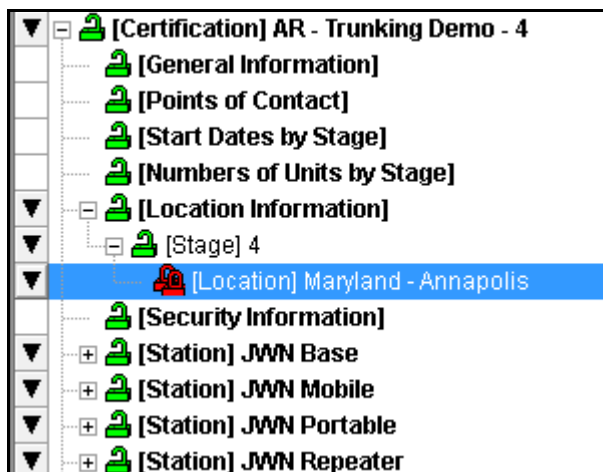 [Certification] AR - Trunking Demo - 4
[General Information]
[Points of Contact]
[Start Dates by Stage]
[Numbers of Units by Stage]
[Location Information]
[Stage] 4
[Location] Maryland - Annapolis
[Security Information]
[Station] JWN Base
[Station] JWN Mobile
[Station] JWN Portable
[Station] JWN Repeater